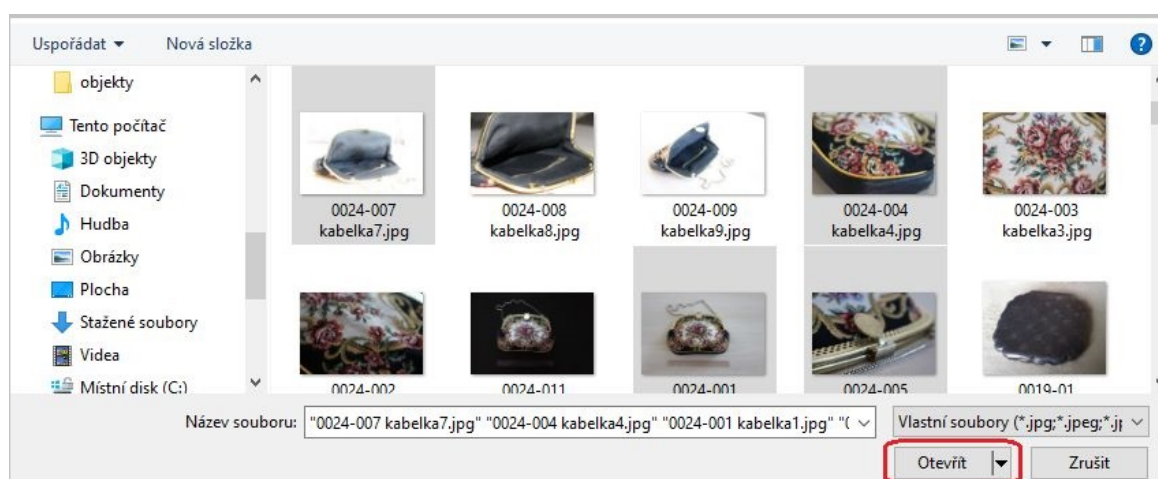 Uspořádat
Nová složka
objekty
Tento počítač
3D objekty
Dokumenty
Hudba
Obrázky
Plocha
Stažené soubory
Videa
Místní disk (C:)
0024-007
kabelka7.jpg
0024-008
kabelka8.jpg
0024-009
kabelka9.jpg
0024-004
kabelka4.jpg
0024-003
kabelka3.jpg
0024-002
0024-011
0024-001
0024-005
0019-01
Název souboru: "0024-007 kabelka7.jpg" "0024-004 kabelka4.jpg" "0024-001 kabelka1.jpg" "0
Vlastní soubory (*.jpg;*.jpeg;*.jp
Otevřít
Zrušit